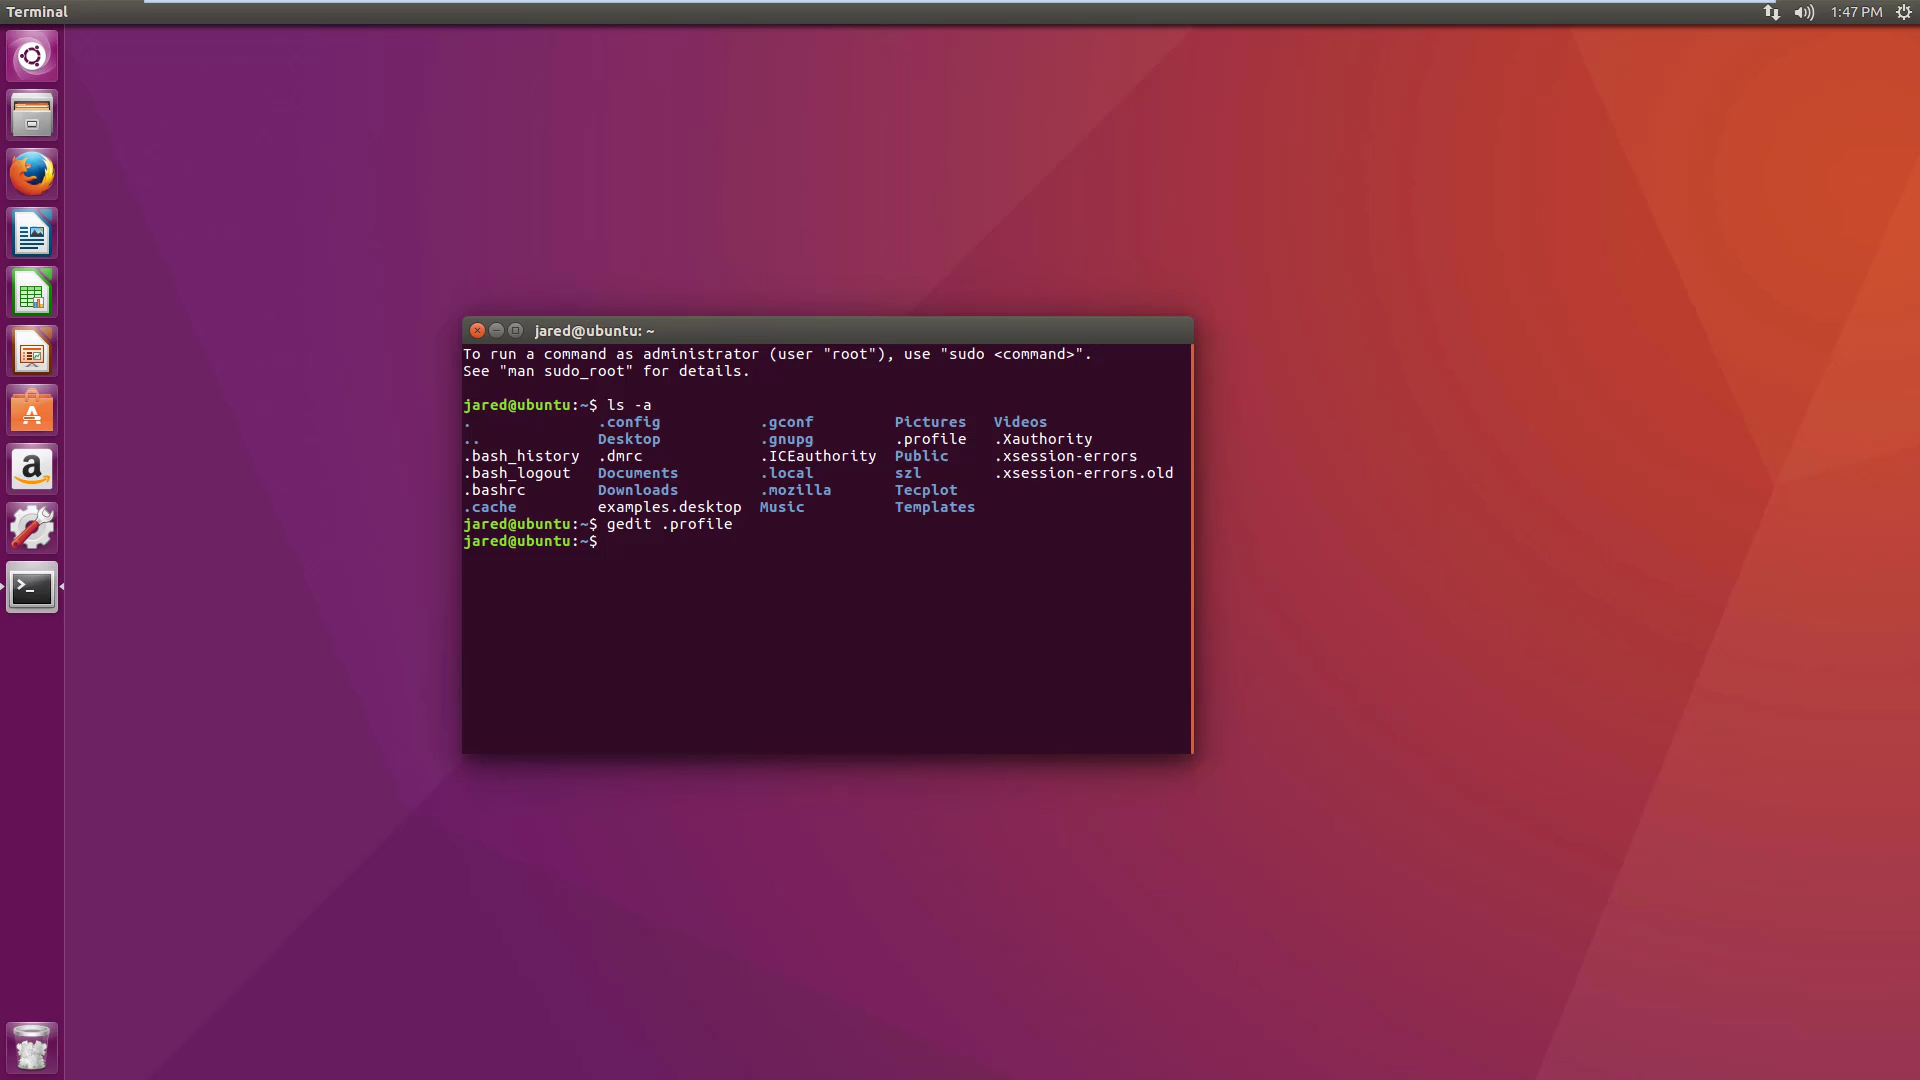 Terminal
1:47 PM
jared@ubuntu: ~
To run a command as administrator (user "root"), use "sudo <command>".
See "man sudo_root" for details.
jared@ubuntu:~$ ls -a
. .config .gconf Pictures Videos
.. Desktop .gnupg .profile .Xauthority
.bash_history .dmrc .ICEauthority Public .xsession-errors
.bash_logout Documents .local szl .xsession-errors.old
.bashrc Downloads .mozilla Tecplot
.cache examples.desktop Music Templates
jared@ubuntu:~$ gedit .profile
jared@ubuntu:~$